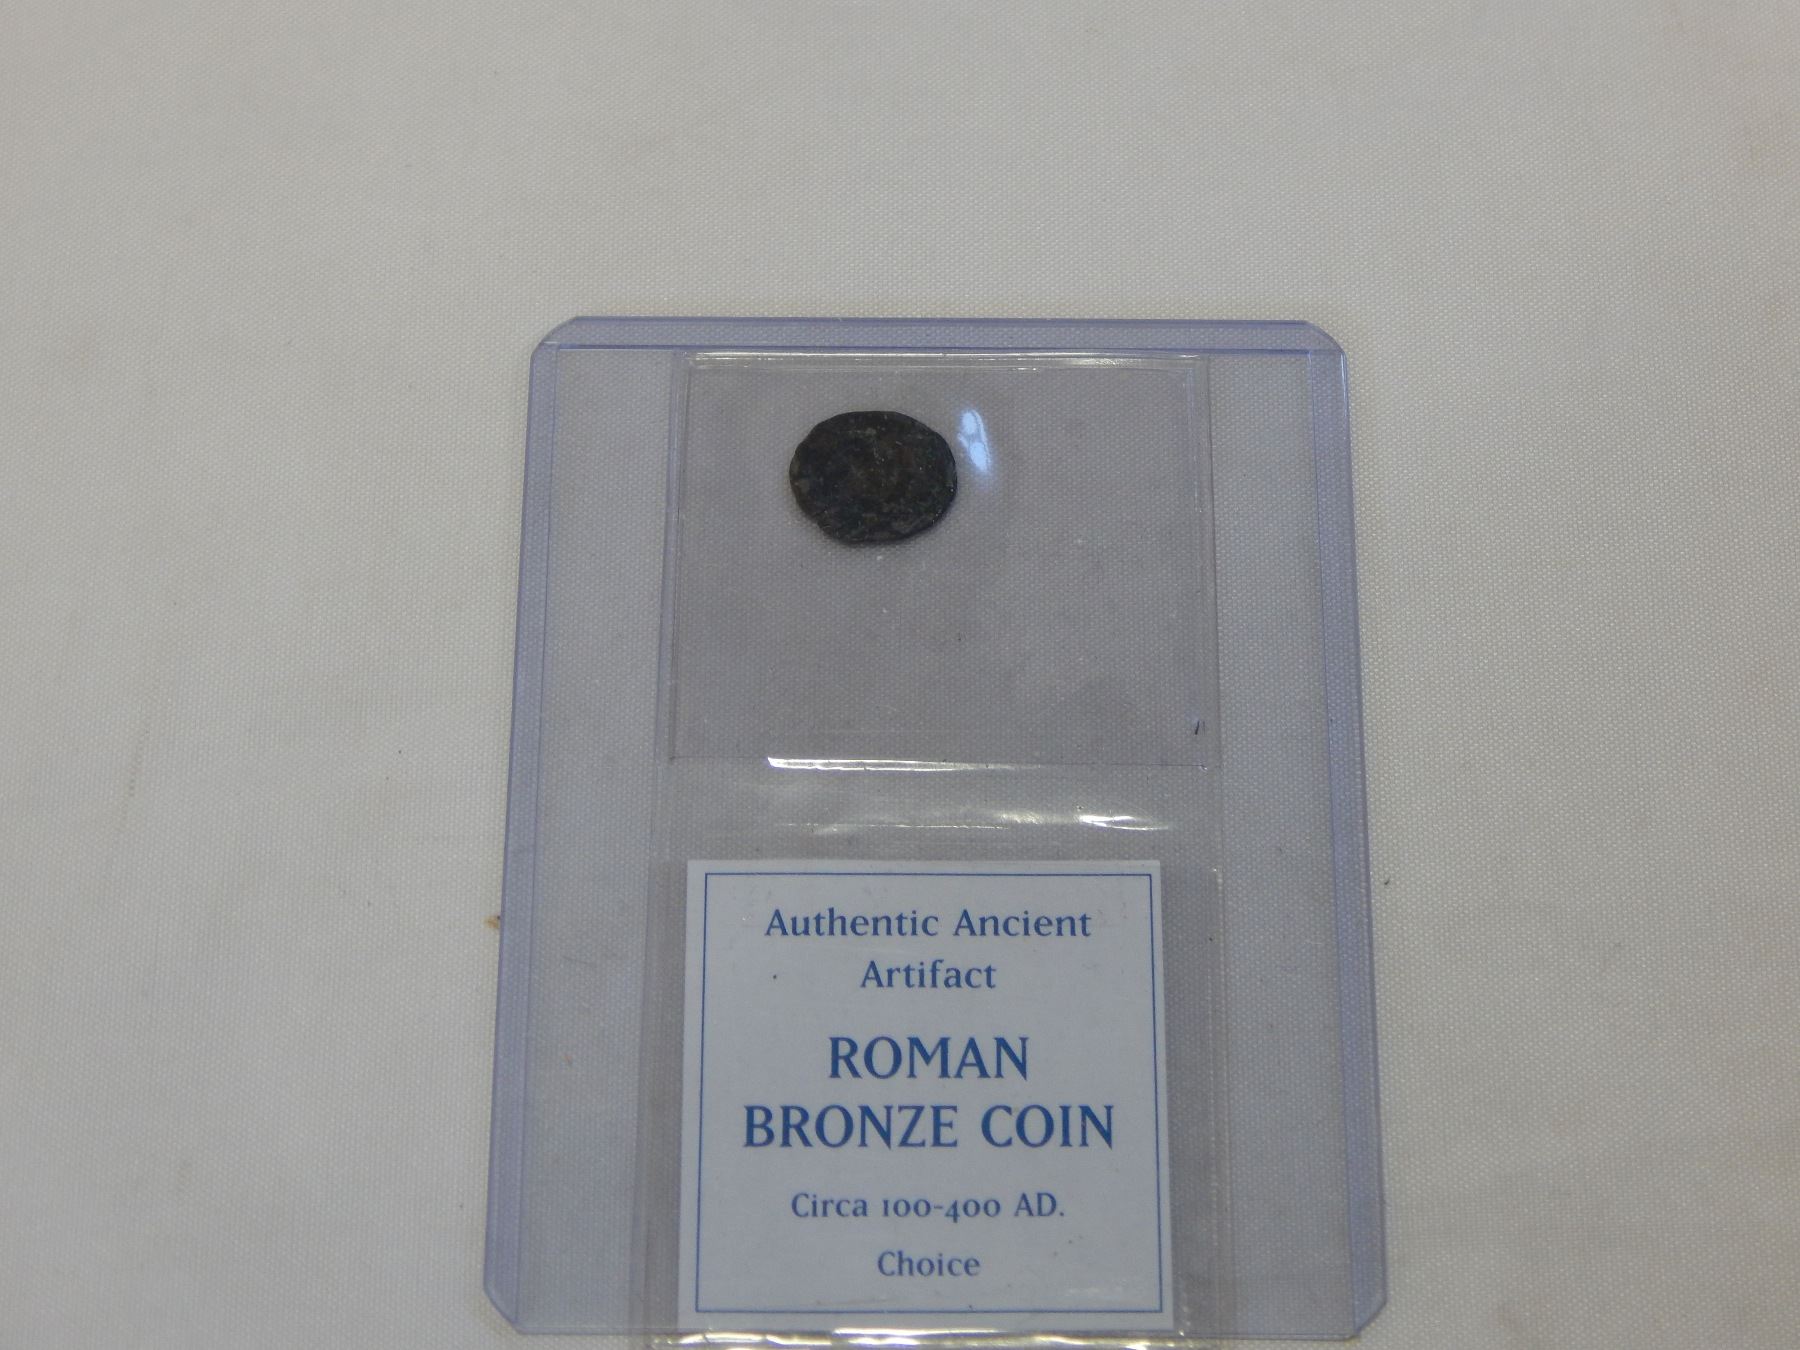 Authentic Ancient
Artifact
ROMAN
BRONZE COIN
Circa 100-400 AD.
Choice